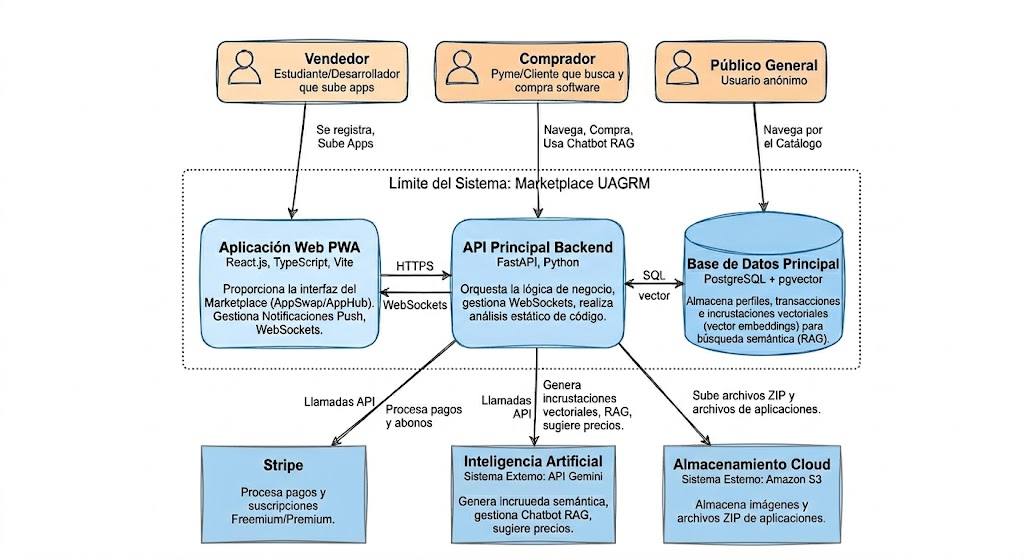 Vendedor
Estudiante/Desarrollador
que sube apps
Comprador
Pyme/Cliente que busca y
compra software
Público General
Usuario anónimo
Se registra,
Sube Apps
Navega, Compra,
Usa Chatbot RAG
Navega por
el Catálogo
Límite del Sistema: Marketplace UAGRM
Aplicación Web PWA
React.js, TypeScript, Vite
Proporciona la interfaz del
Marketplace (AppSwap/AppHub).
Gestiona Notificaciones Push,
WebSockets.
HTTPS
WebSockets
API Principal Backend
FastAPI, Python
Orquesta la lógica de negocio,
gestiona WebSockets, realiza
análisis estático de código.
SQL
vector
Base de Datos Principal
PostgreSQL + pgvector
Almacena perfiles, transacciones
e incrustaciones vectoriales
(vector embeddings) para
búsqueda semántica (RAG).
Llamadas API
Procesa pagos
y abonos
Llamadas
API
Genera
incrustaciones
vectoriales, RAG,
sugiere precios.
Sube archivos ZIP y
archivos de aplicaciones.
Stripe
Procesa pagos y
suscripciones
Freemium/Premium.
Inteligencia Artificial
Sistema Extemo: API Gemini
Genera incruueda semántica,
gestiona Chatbot RAG,
sugiere precios.
Almacenamiento Cloud
Sistema Estemo: Amazon S3
Almacena imágenes y
archivos ZIP de aplicaciones.